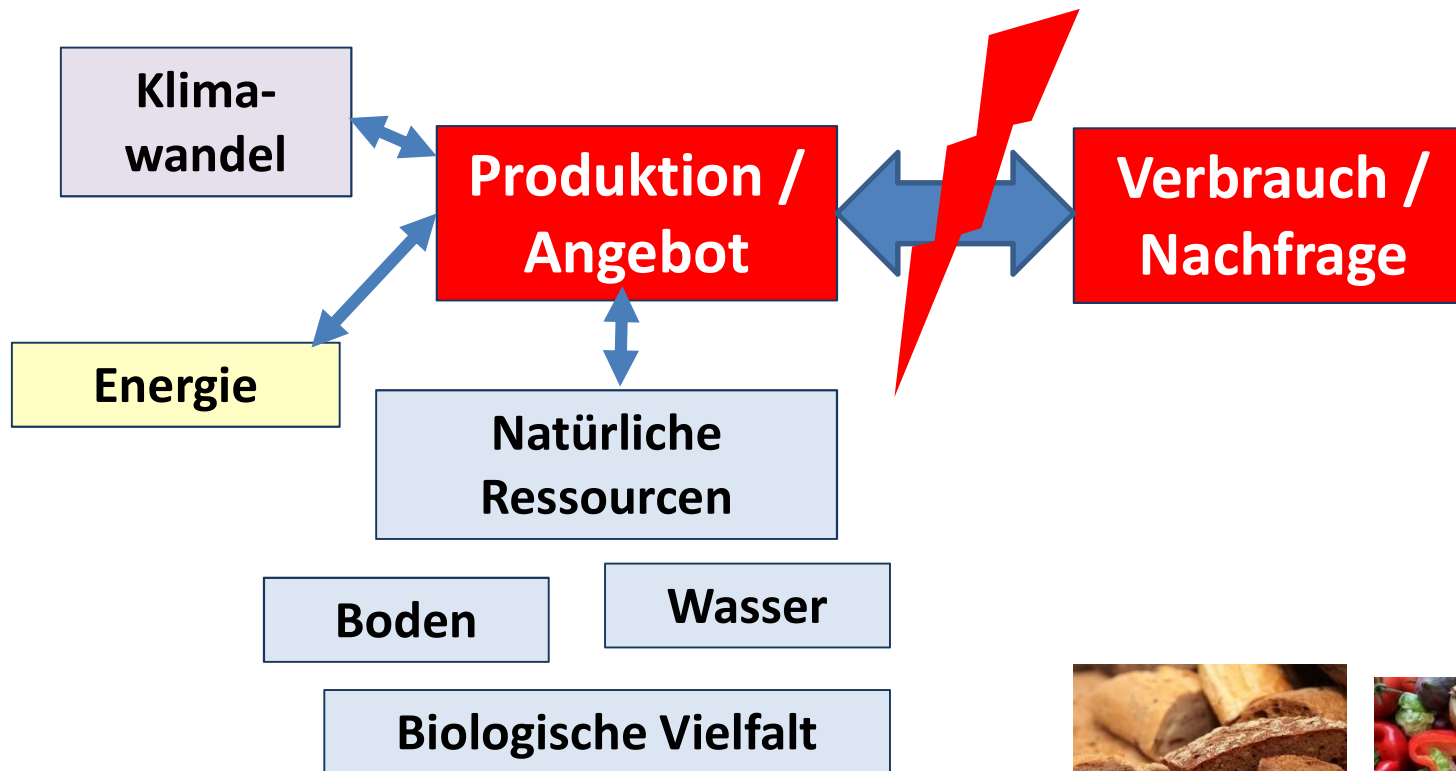 Klima-
wandel
Produktion /
Angebot
Verbrauch /
Nachfrage
Energie
Natürliche
Ressourcen
Boden
Wasser
Biologische Vielfalt